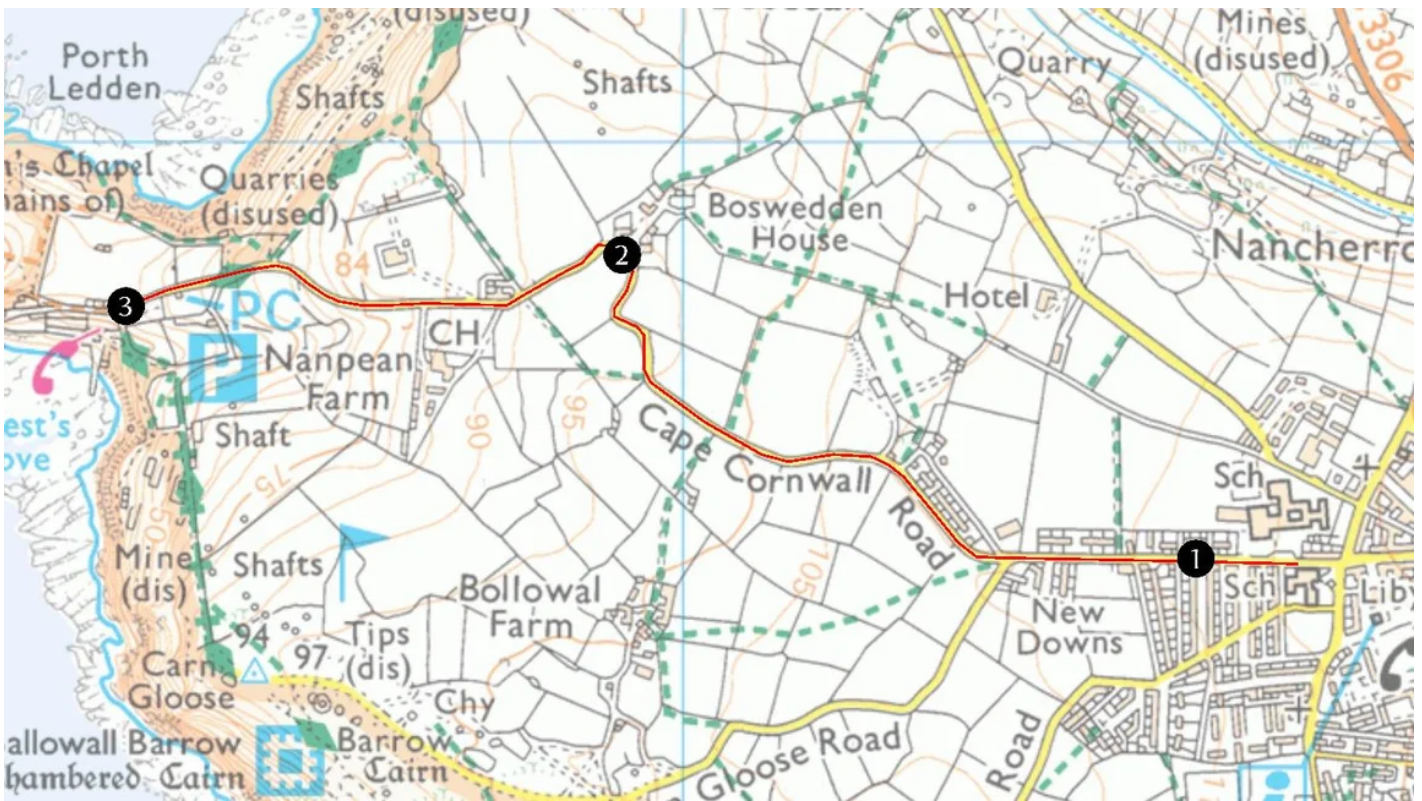 (disused)
Mines
(disused)
3306
Porth
Ledden
Shafts
Shafts
Quarry
n's Chapel
ains of)
Quarries
(disused)
Boswedden
House
Nancherro
84
2
3
PC
CH
Hotel
P
Nanpean
Farm
est's
ove
Shaft
90
95
Cape Cornwall Road
Sch
75
50
105
1
Mine
(dis)
Shafts
Bollowal
Farm
Sch
Liby
New
Downs
94
97
Tips
(dis)
Carn
Gloose
Chy
allowall Barrow
hambered Cairn
Barrow
Cairn
Gloose Road
Road
i